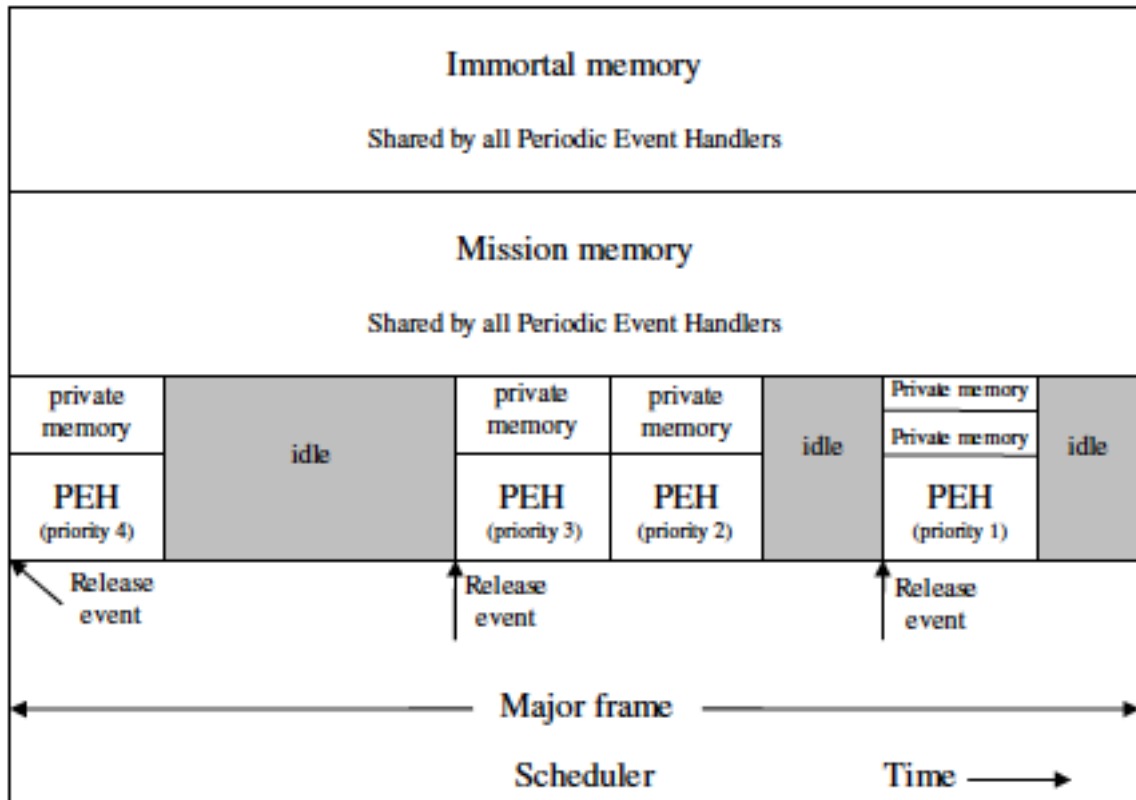 Immortal memory
Shared by all Periodic Event Handlers
Mission memory
Shared by all Periodic Event Handlers
private
memory
PEH
(priority 4)
idle
private
memory
PEH
(priority 3)
private
memory
PEH
(priority 2)
idle
Private memory
Private memory
PEH
(priority 1)
idle
Release
event
Release
event
Release
event
Major frame
Scheduler
Time